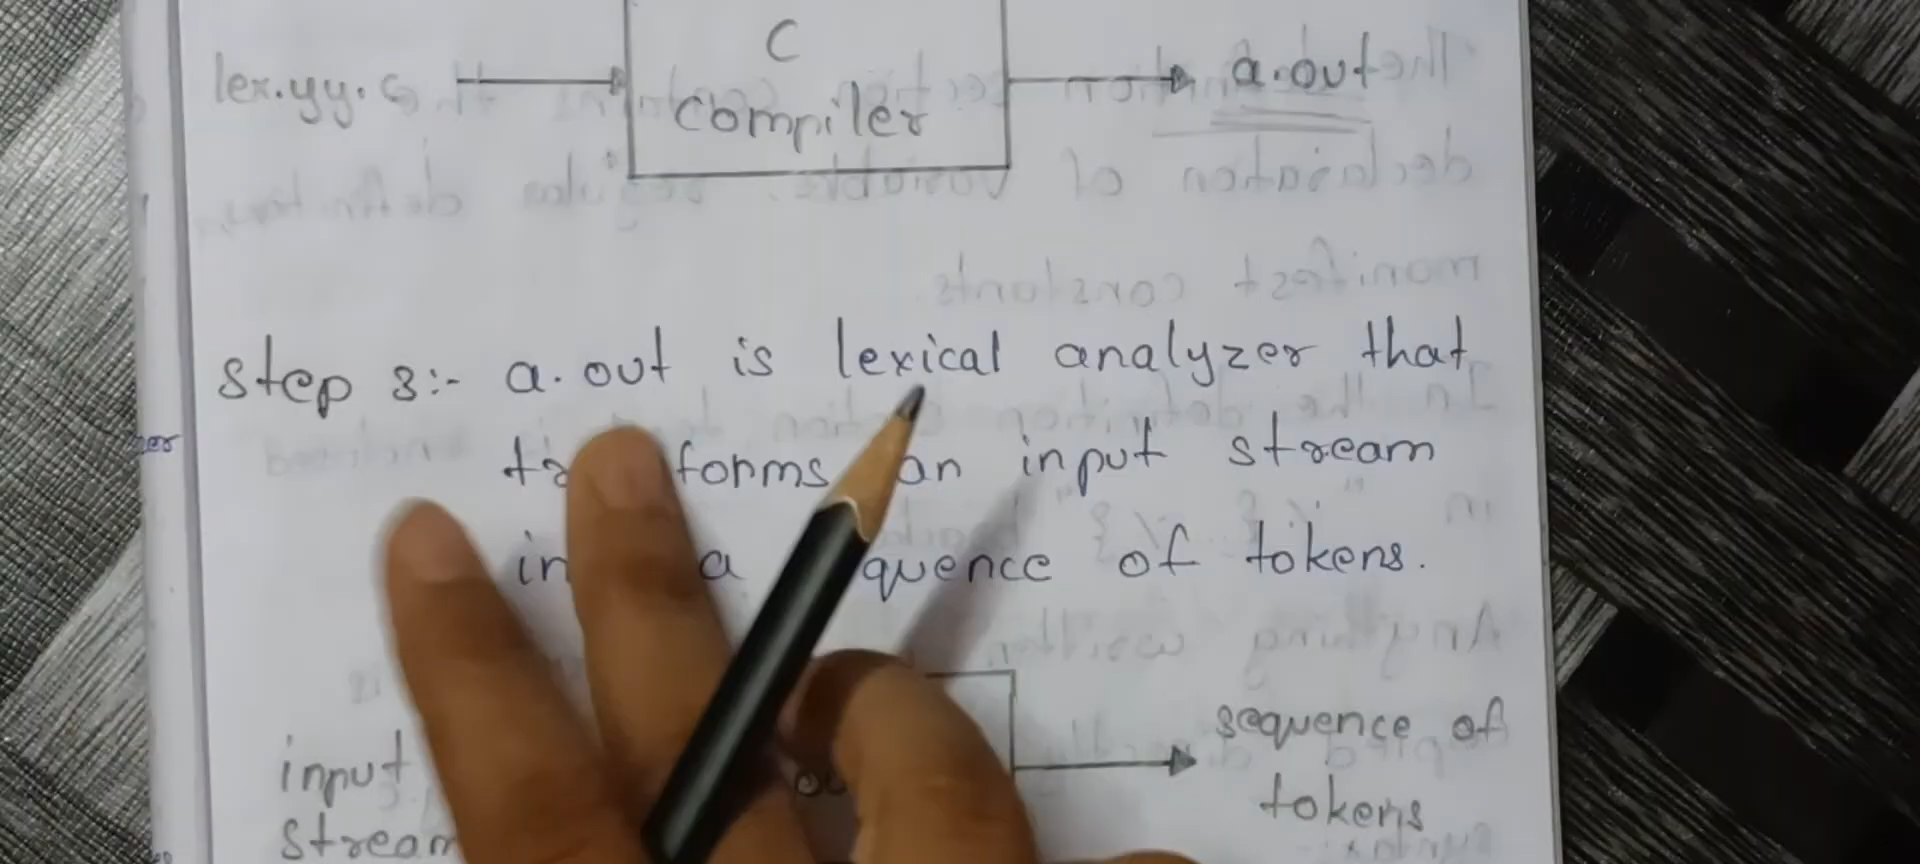 lex.yy.c
C
compiler
a.out
step 3:- a.out is lexical analyzer that
forms an input stream
a quence of tokens.
input
stream
sequence of
tokens